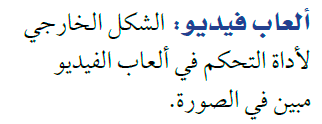 ألعاب فيديو: الشكل الخارجي
لأداة التحكم في ألعاب الفيديو
مبين في الصورة.